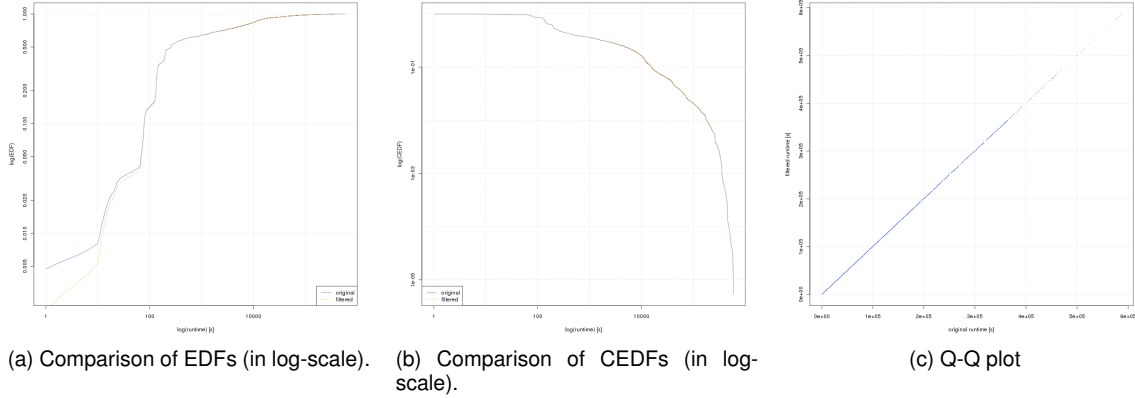 1.000
0.500
0.200
0.100
0.050
0.020
0.010
0.005
log(EDF)
1
100
10000
log(runtime) [s]
original
filtered
1e-01
1e-03
1e-05
log(CEDF)
1
100
10000
log(runtime) [s]
original
filtered
6e+05
5e+05
4e+05
3e+05
2e+05
1e+05
0e+00
filtered runtime [s]
0e+00
1e+05
2e+05
3e+05
4e+05
5e+05
6e+05
original runtime [s]
(a) Comparison of EDFs (in log-scale).
(b) Comparison of CEDFs (in log-
scale).
(c) Q-Q plot